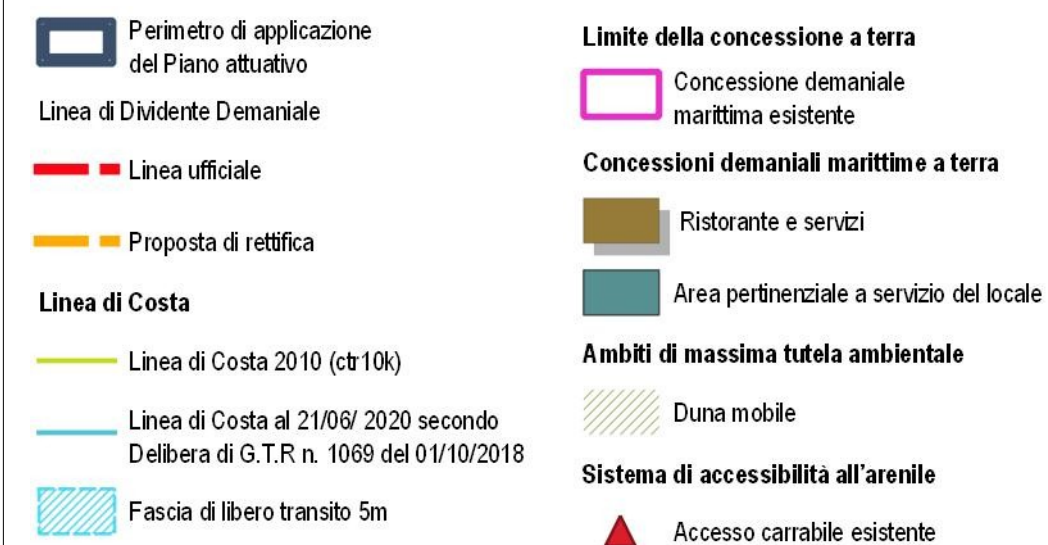 Perimetro di applicazione
del Piano attuativo
Linea di Dividente Demaniale
Linea ufficiale
Proposta di rettifica
Linea di Costa
Linea di Costa 2010 (ctr10k)
Linea di Costa al 21/06/ 2020 secondo
Delibera di G.T.R n. 1069 del 01/10/2018
Fascia di libero transito 5m
Limite della concessione a terra
Concessione demaniale
marittima esistente
Concessioni demaniali marittime a terra
Ristorante e servizi
Area pertinenziale a servizio del locale
Ambiti di massima tutela ambientale
Duna mobile
Sistema di accessibilità all'arenile
Accesso carrabile esistente